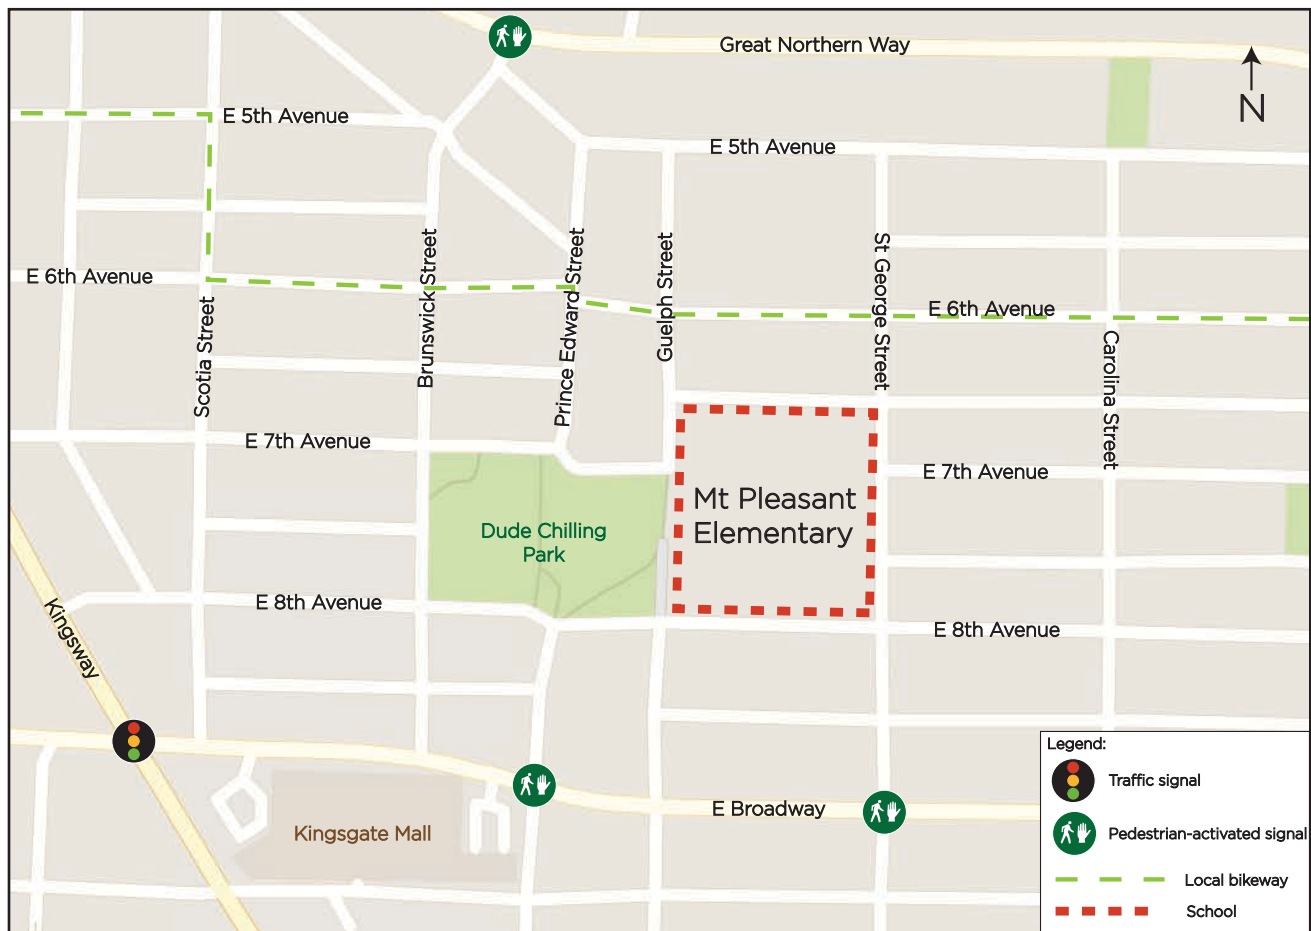 Great Northern Way
N
E 5th Avenue
E 5th Avenue
E 6th Avenue
Scotia Street
Brunswick Street
Prince Edward Street
Guelph Street
St George Street
E 6th Avenue
Carolina Street
E 7th Avenue
E 7th Avenue
Mt Pleasant
Elementary
Dude Chilling
Park
E 8th Avenue
E 8th Avenue
Kingsway
E Broadway
Kingsgate Mall
Legend:
Traffic signal
Pedestrian-activated signal
Local bikeway
School